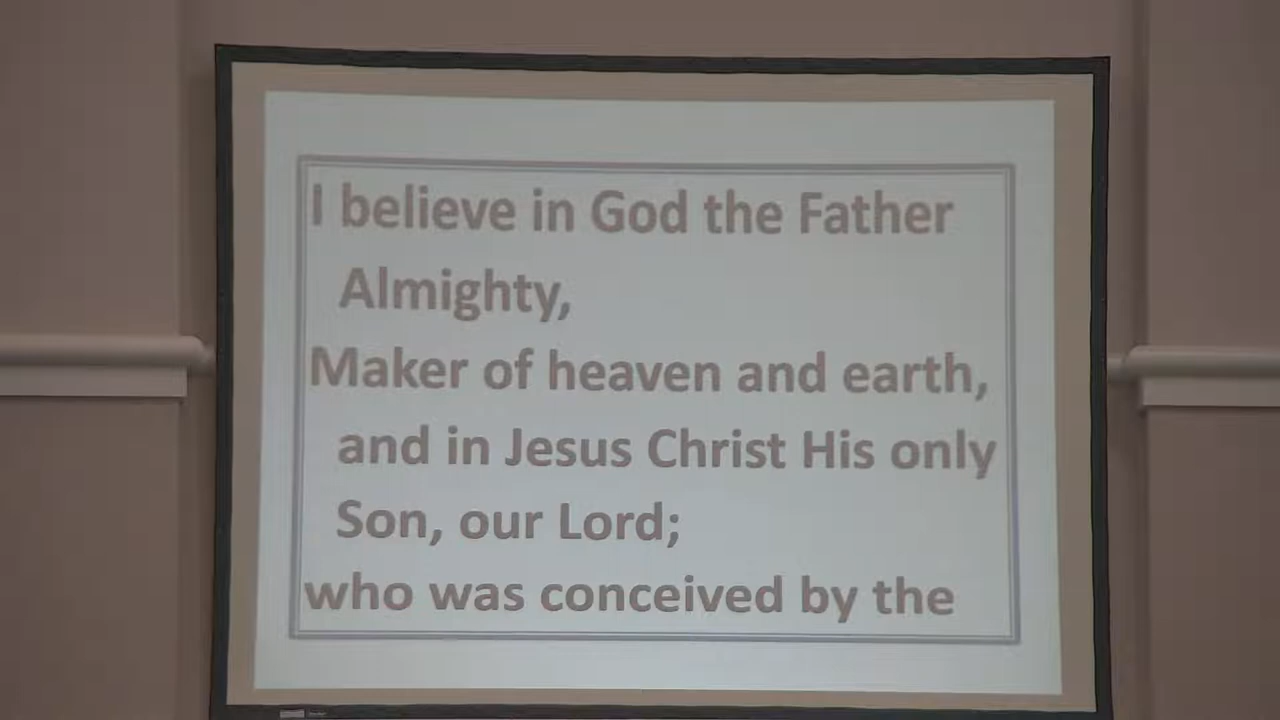 I believe in God the Father
Almighty,
Maker of heaven and earth,
and in Jesus Christ His only
Son, our Lord;
who was conceived by the